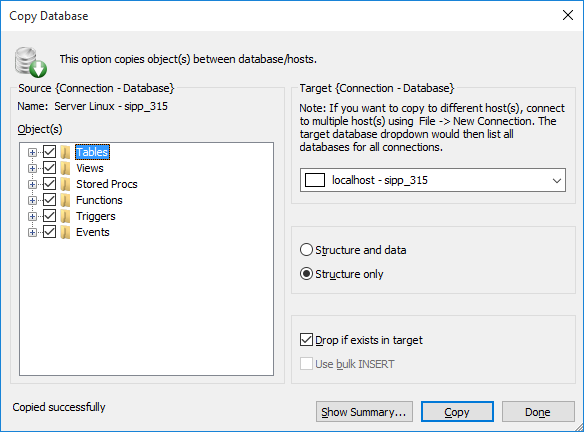 Copy Database
This option copies object(s) between database/hosts.
Source {Connection - Database}
Name: Server Linux - sipp_315
Object(s)
Tables
Views
Stored Procs
Functions
Triggers
Events
Target {Connection - Database}
Note: If you want to copy to different host(s), connect
to multiple host(s) using File -> New Connection. The
target database dropdown would then list all
databases for all connections.
localhost - sipp_315
Structure and data
Structure only
Drop if exists in target
Use bulk INSERT
Copied successfully
Show Summary...
Copy
Done